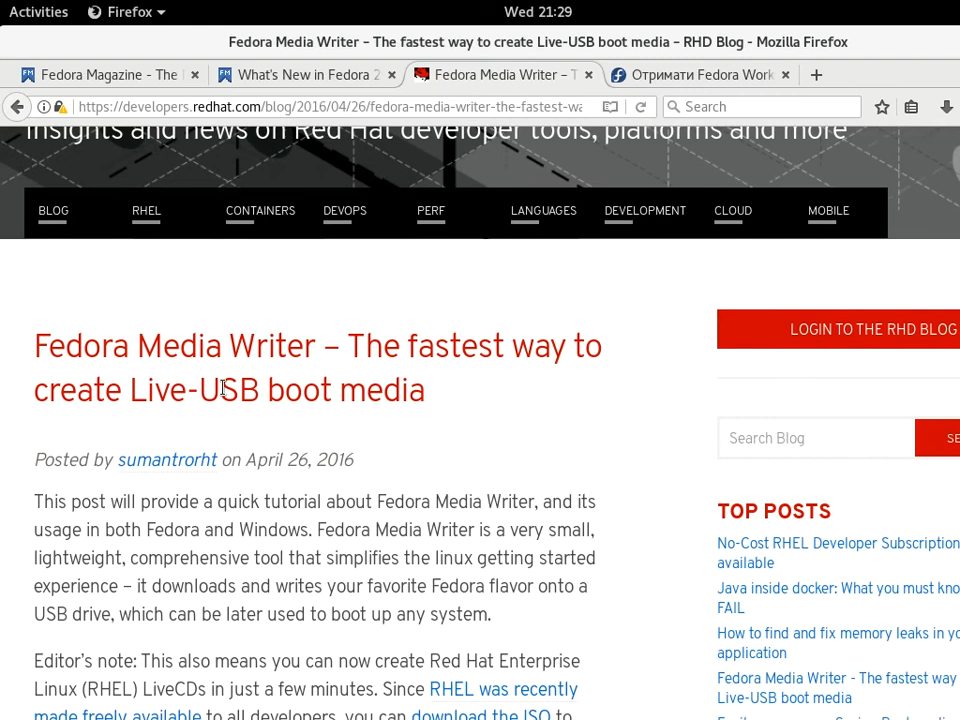 Activities Firefox Wed 21:29
Fedora Media Writer – The fastest way to create Live-USB boot media – RHD Blog - Mozilla Firefox
Fedora Magazine - The What's New in Fedora 2 Fedora Media Writer – T Отримати Fedora Work
https://developers.redhat.com/blog/2016/04/26/fedora-media-writer-the-fastest-wa Search
Insights and news on Red Hat developer tools, platforms and more
BLOG RHEL CONTAINERS DEVOPS PERF LANGUAGES DEVELOPMENT CLOUD MOBILE
Fedora Media Writer – The fastest way to
create Live-USB boot media
Posted by sumantrorht on April 26, 2016
This post will provide a quick tutorial about Fedora Media Writer, and its
usage in both Fedora and Windows. Fedora Media Writer is a very small,
lightweight, comprehensive tool that simplifies the linux getting started
experience – it downloads and writes your favorite Fedora flavor onto a
USB drive, which can be later used to boot up any system.
Editor's note: This also means you can now create Red Hat Enterprise
Linux (RHEL) LiveCDs in just a few minutes. Since RHEL was recently
made freely available to all developers, you can download the ISO to
LOGIN TO THE RHD BLOG
Search Blog SE
TOP POSTS
No-Cost RHEL Developer Subscription
available
Java inside docker: What you must kno
FAIL
How to find and fix memory leaks in yo
application
Fedora Media Writer - The fastest way
Live-USB boot media